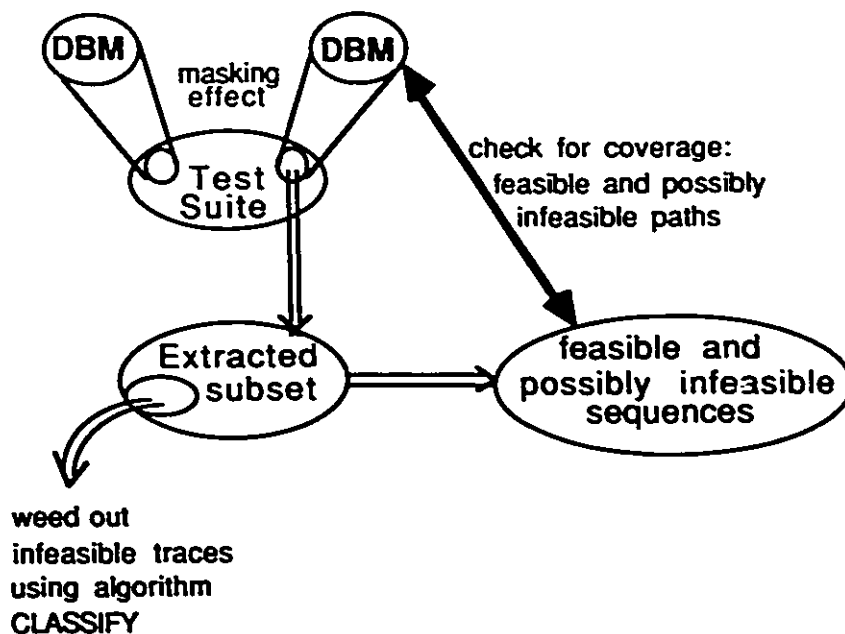 DBM
DBM
masking
effect
Test
Suite
check for coverage:
feasible and possibly
infeasible paths
Extracted
subset
feasible and
possibly infeasible
sequences
weed out
infeasible traces
using algorithm
CLASSIFY